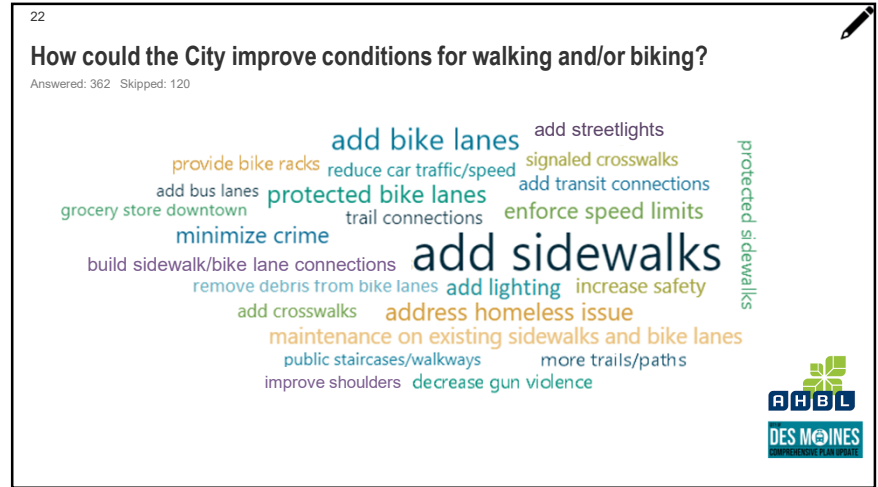 22
How could the City improve conditions for walking and/or biking?
Answered: 362 Skipped: 120
add bike lanes
add streetlights
provide bike racks
reduce car traffic/speed
signaled crosswalks
protected sidewalks
add bus lanes
protected bike lanes
add transit connections
grocery store downtown
trail connections
enforce speed limits
minimize crime
add sidewalks
build sidewalk/bike lane connections
remove debris from bike lanes
add lighting
increase safety
add crosswalks
address homeless issue
maintenance on existing sidewalks and bike lanes
public staircases/walkways
more trails/paths
improve shoulders
decrease gun violence
AHBL
DES MOINES
COMPREHENSIVE PLAN UPDATE